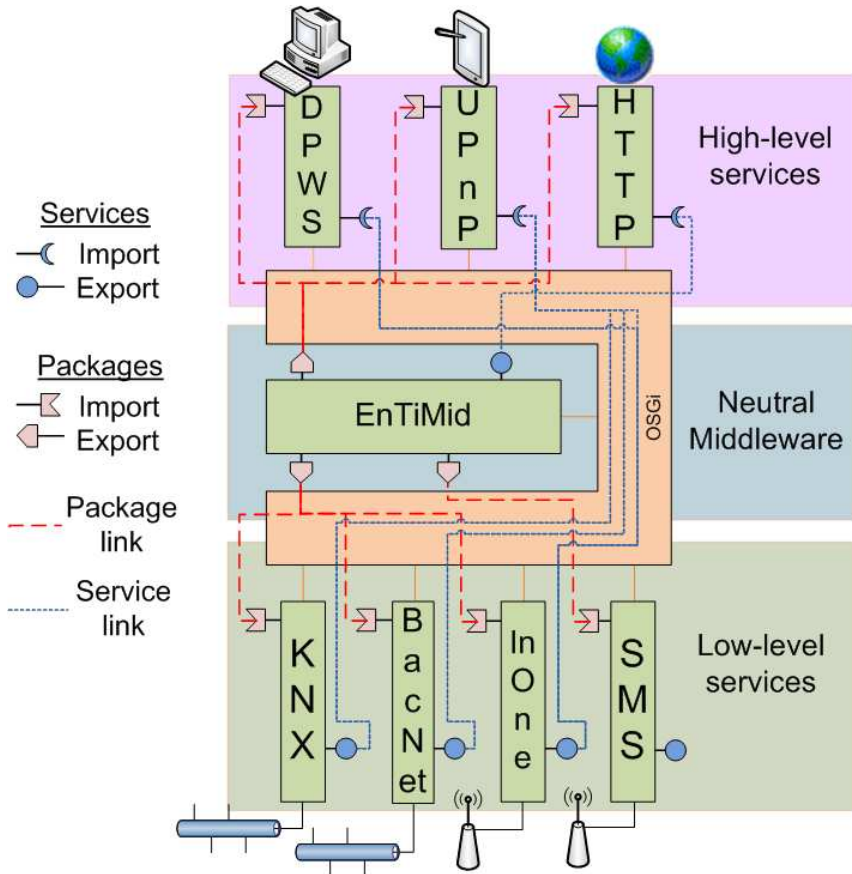 DPWS
UPnP
HTTP
High-level
services
Services
Import
Export
Packages
Import
Export
Package
link
Service
link
EnTiMid
OSGi
Neutral
Middleware
KNX
BacNet
InOne
SMS
Low-level
services